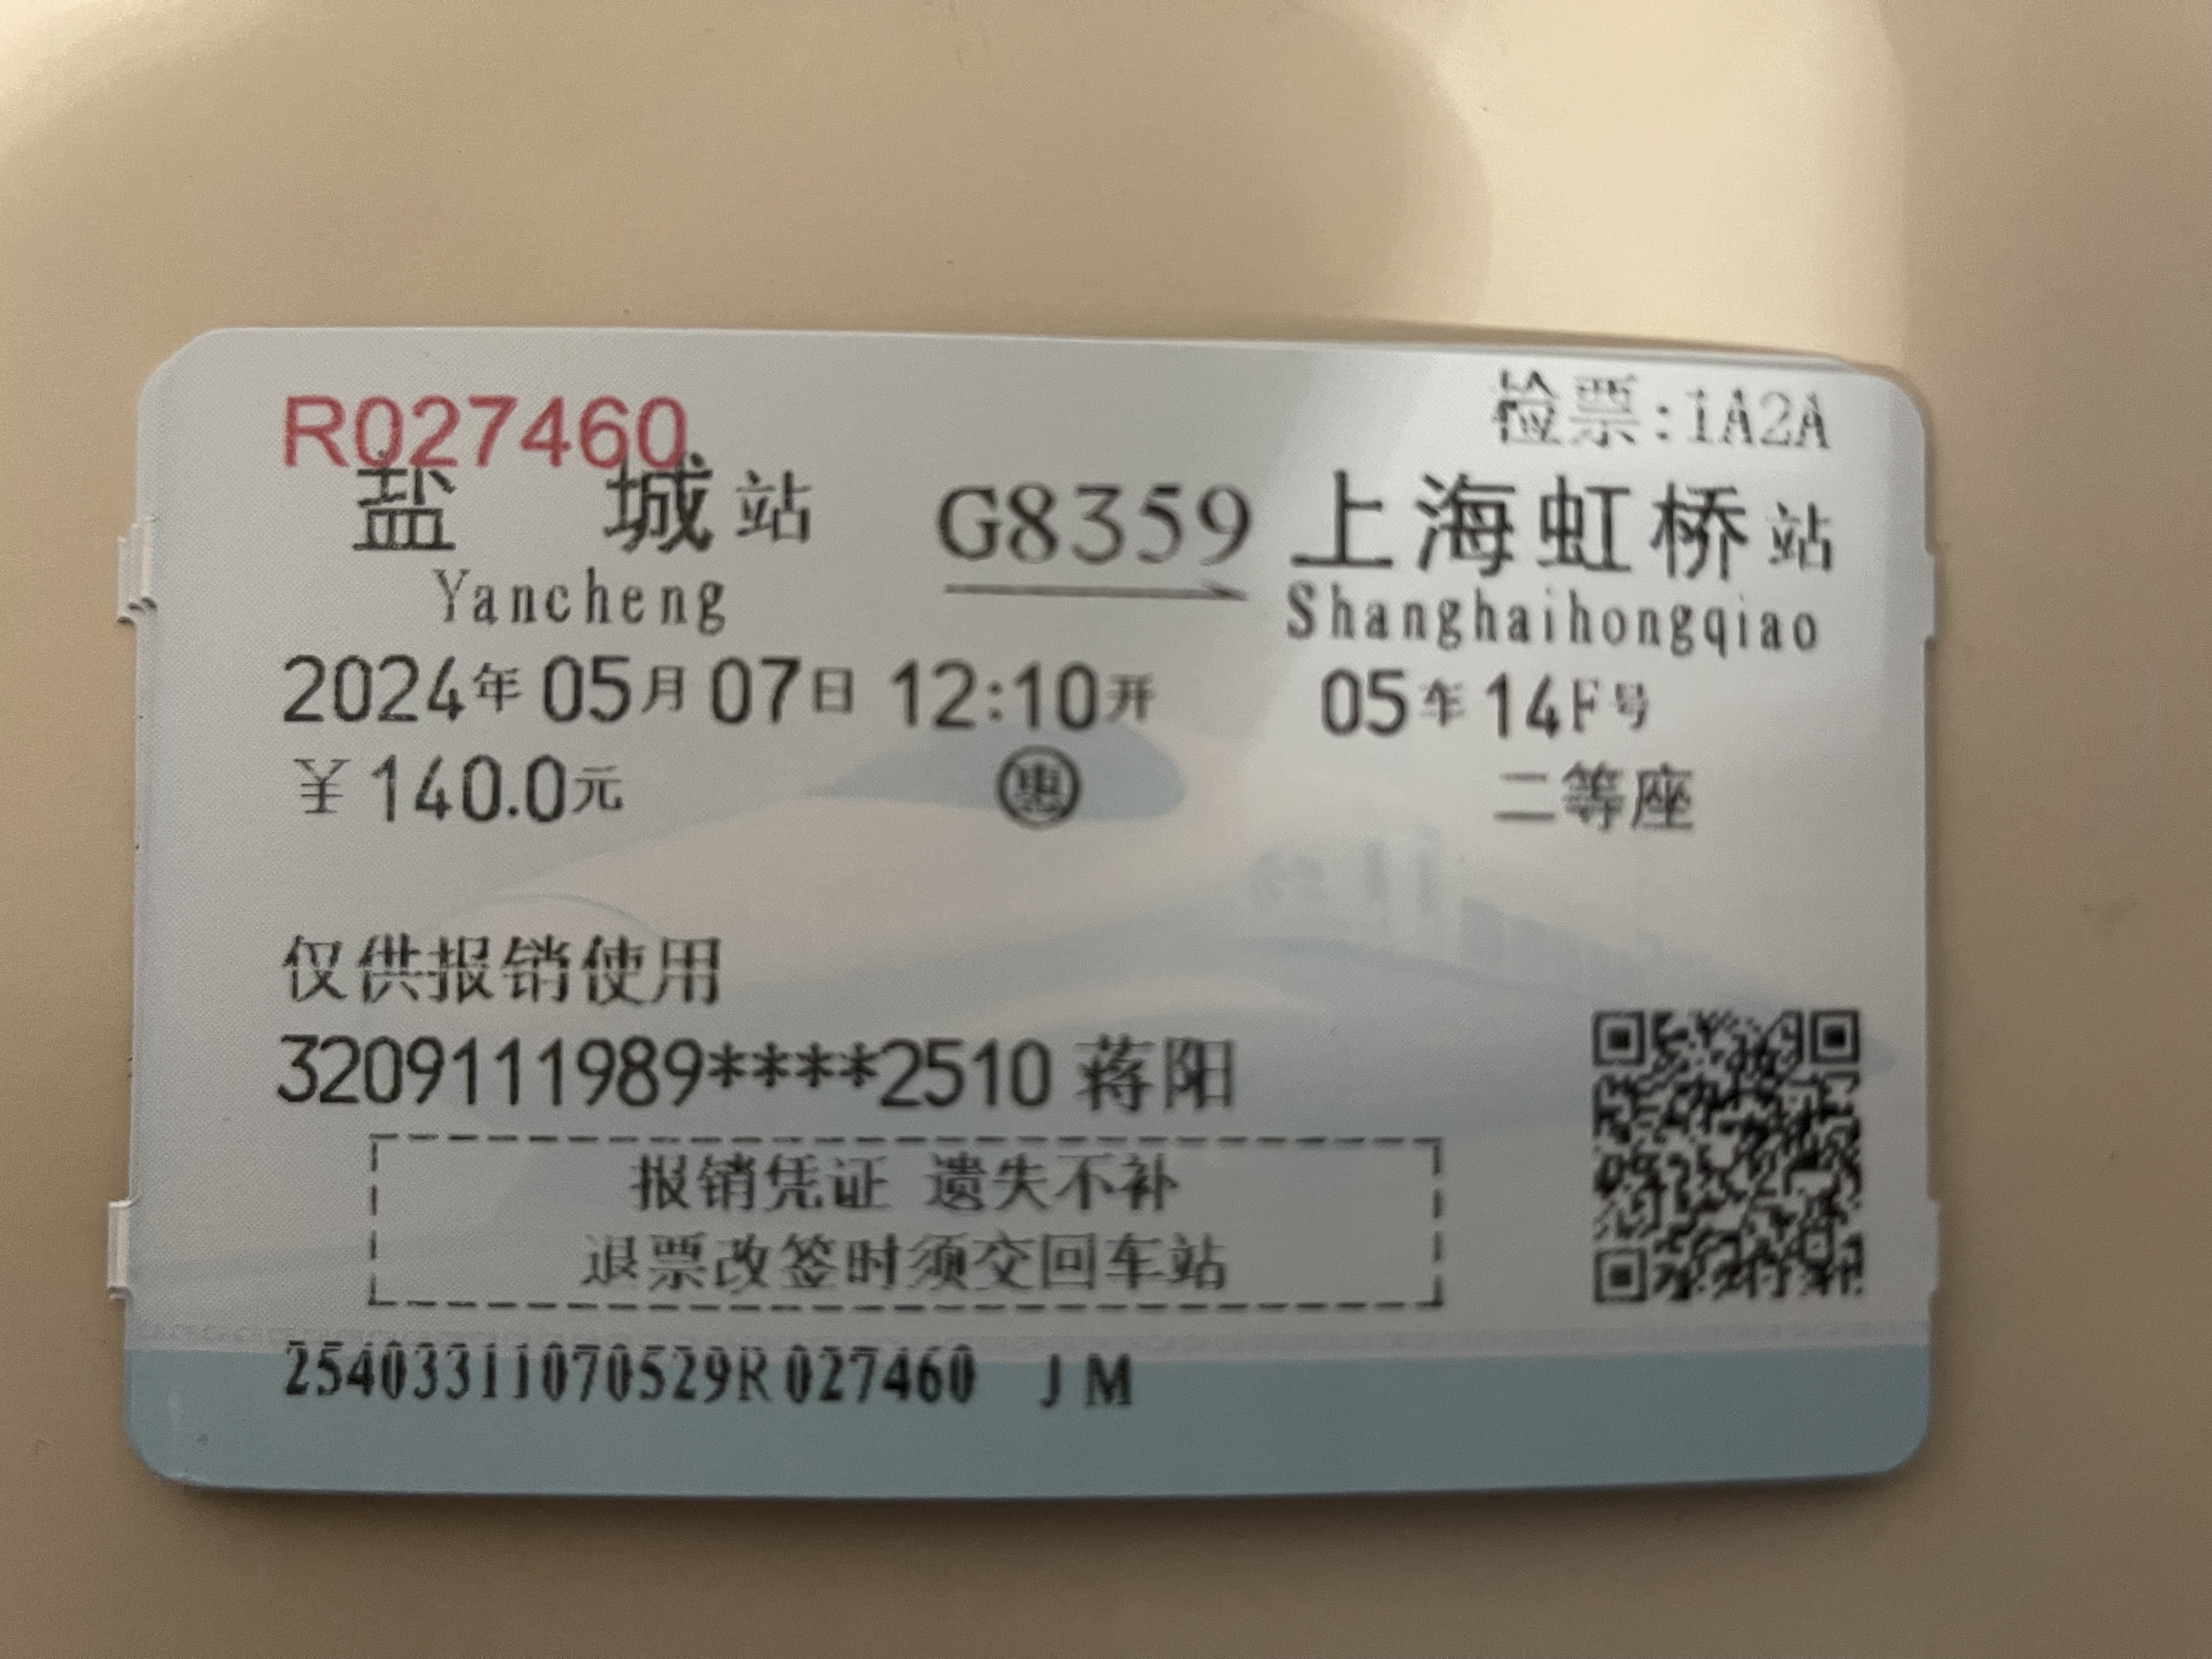 R027460
检票:1A2A
盐城站 G8359 上海虹桥站
Yancheng Shanghaihongqiao
2024年05月07日 12:10开 05车14F号
¥140.0元 惠 二等座
仅供报销使用
3209111989****2510 蒋阳
报销凭证 遗失不补
退票改签时须交回车站
25403311070529R027460 JM